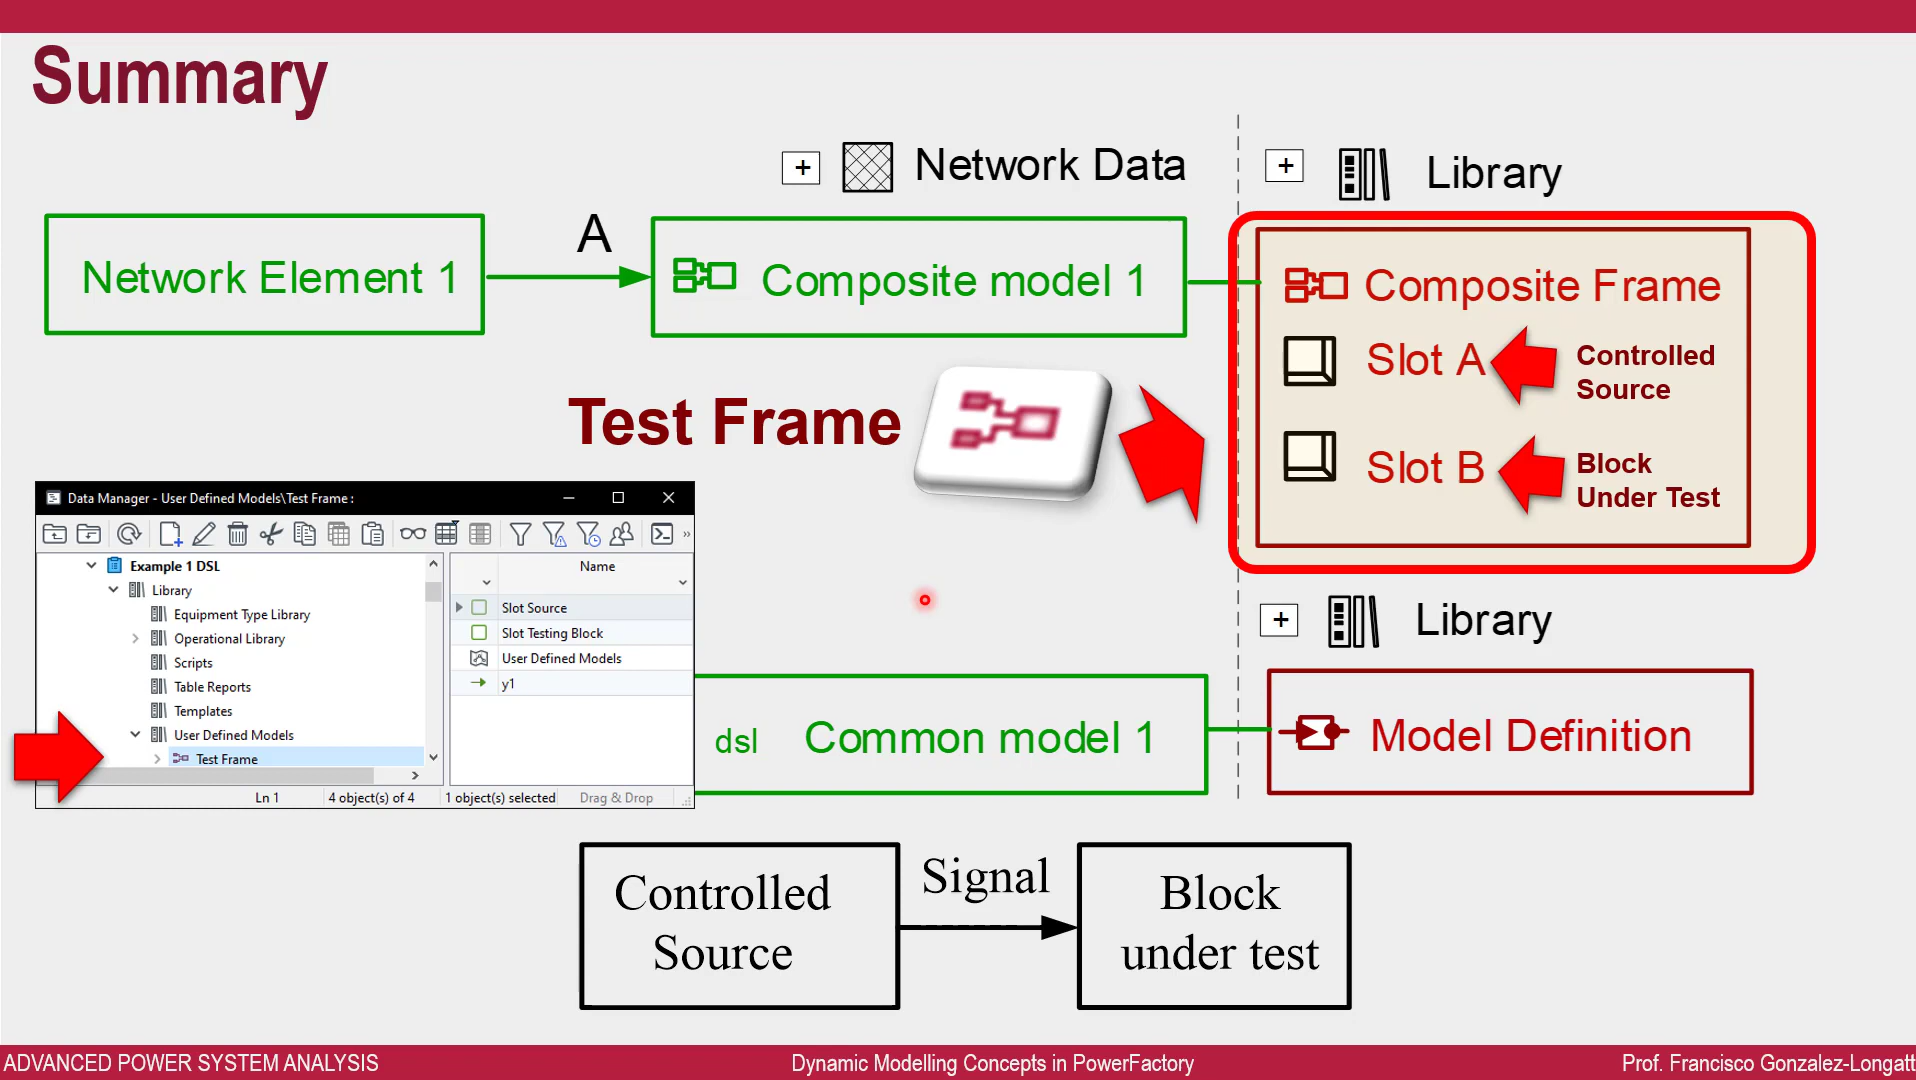 Summary
+ Network Data
+ Library
Network Element 1
A
Composite model 1
Composite Frame
Slot A
Controlled
Source
Slot B
Block
Under Test
Test Frame
Data Manager - User Defined Models\Test Frame :
Example 1 DSL
Library
Equipment Type Library
Operational Library
Scripts
Table Reports
Templates
User Defined Models
Test Frame
Name
Slot Source
Slot Testing Block
User Defined Models
y1
Ln 1
4 object(s) of 4
1 object(s) selected
Drag & Drop
+ Library
dsl Common model 1
Model Definition
Controlled
Source
Signal
Block
under test
ADVANCED POWER SYSTEM ANALYSIS
Dynamic Modelling Concepts in PowerFactory
Prof. Francisco Gonzalez-Longatt